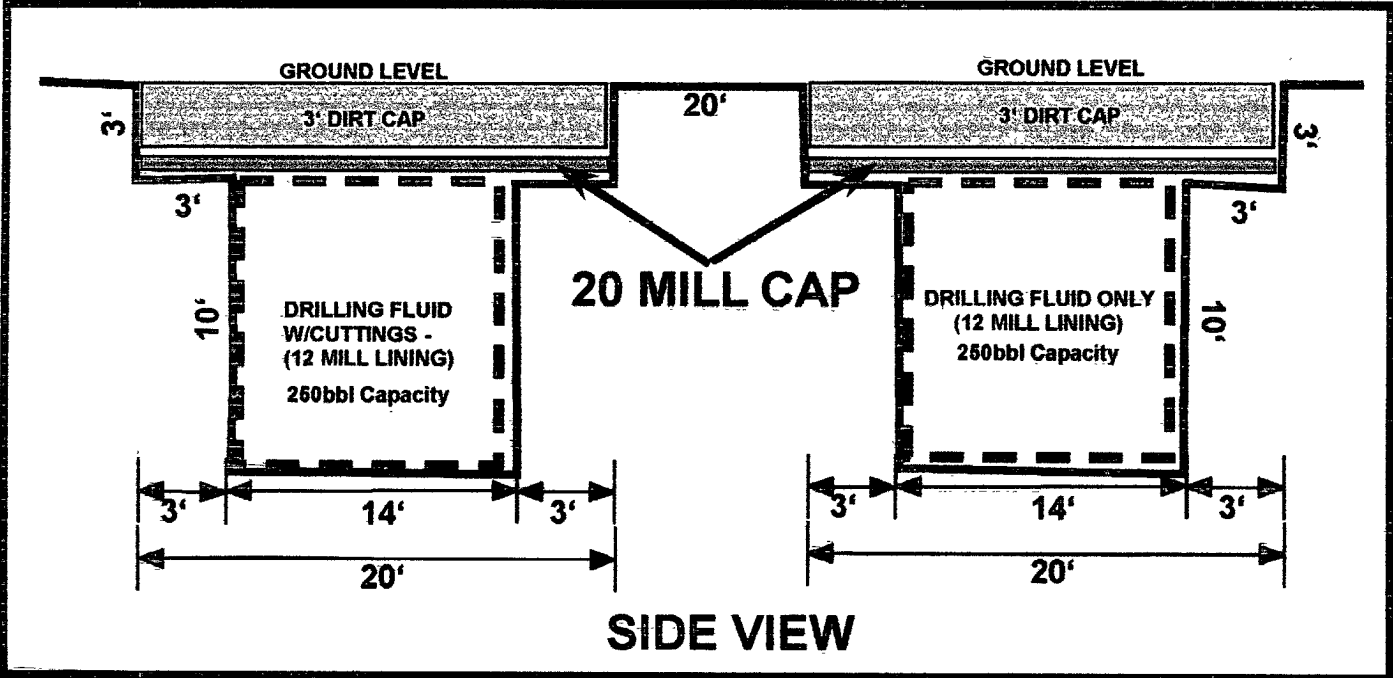 GROUND LEVEL
3' DIRT CAP
3'
3'
20'
GROUND LEVEL
3' DIRT CAP
3'
3'
20 MILL CAP
10'
DRILLING FLUID
W/CUTTINGS -
(12 MILL LINING)
250bbl Capacity
DRILLING FLUID ONLY
(12 MILL LINING)
250bbl Capacity
10'
3'
14'
3'
20'
3'
14'
3'
20'
SIDE VIEW